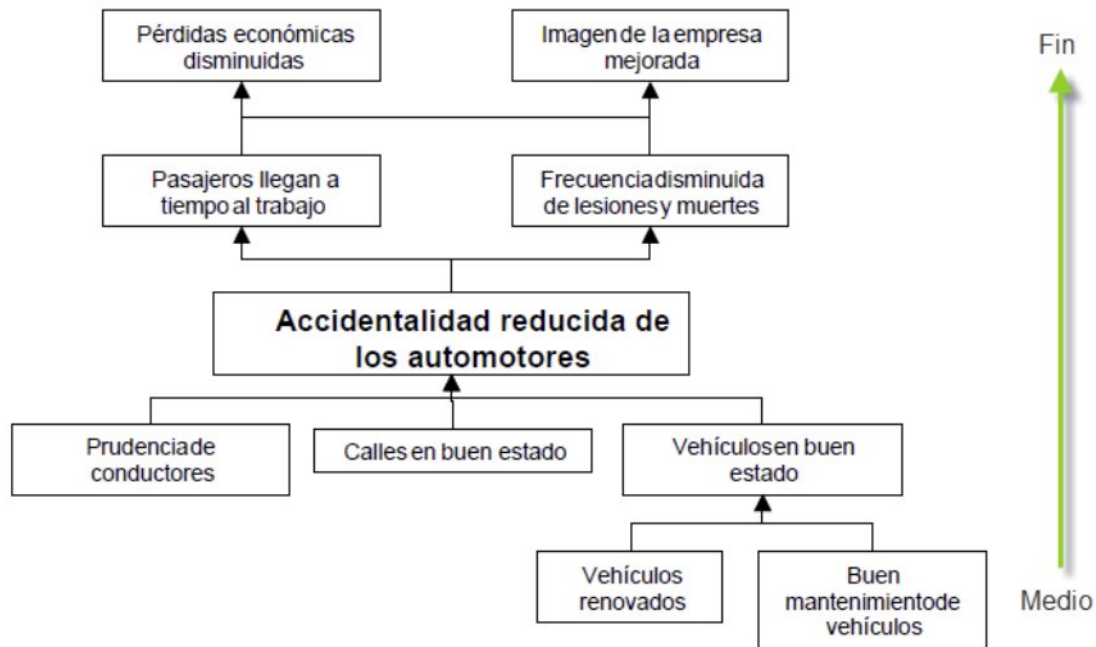 Pérdidas económicas
disminuidas
Imagen de la empresa
mejorada
Fin
Pasajeros llegan a
tiempo al trabajo
Frecuencia disminuida
de lesiones y muertes
Accidentalidad reducida de
los automotores
Prudencia de
conductores
Calles en buen estado
Vehículos en buen
estado
Vehículos
renovados
Buen
mantenimiento de
vehículos
Medio